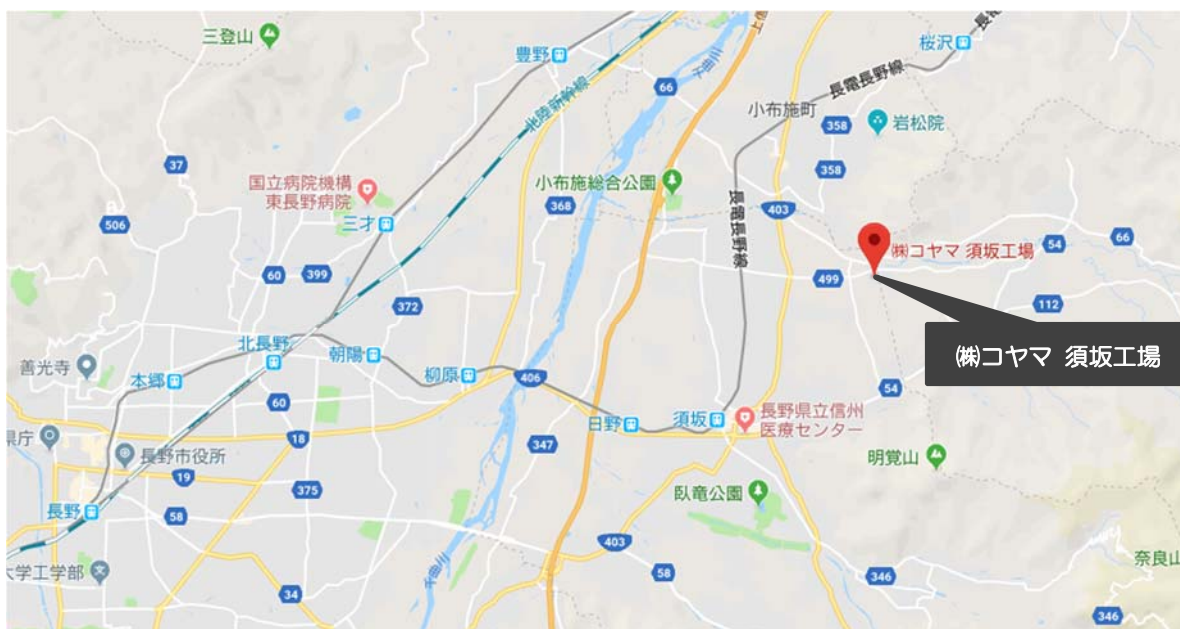 三登山
豊野
桜沢
長電長野線
北陸新幹線
66
小布施町
358
岩松院
358
37
国立病院機構
東長野病院
小布施総合公園
368
403
長電長野線
506
三才
㈱コヤマ 須坂工場
54
66
60
399
372
499
112
㈱コヤマ 須坂工場
北長野
朝陽
柳原
406
善光寺
本郷
54
60
日野
須坂
長野県立信州
医療センター
県庁
18
347
明覚山
長野市役所
19
375
臥竜公園
長野
58
403
千曲川
大学工学部
58
346
奈良山
34
346